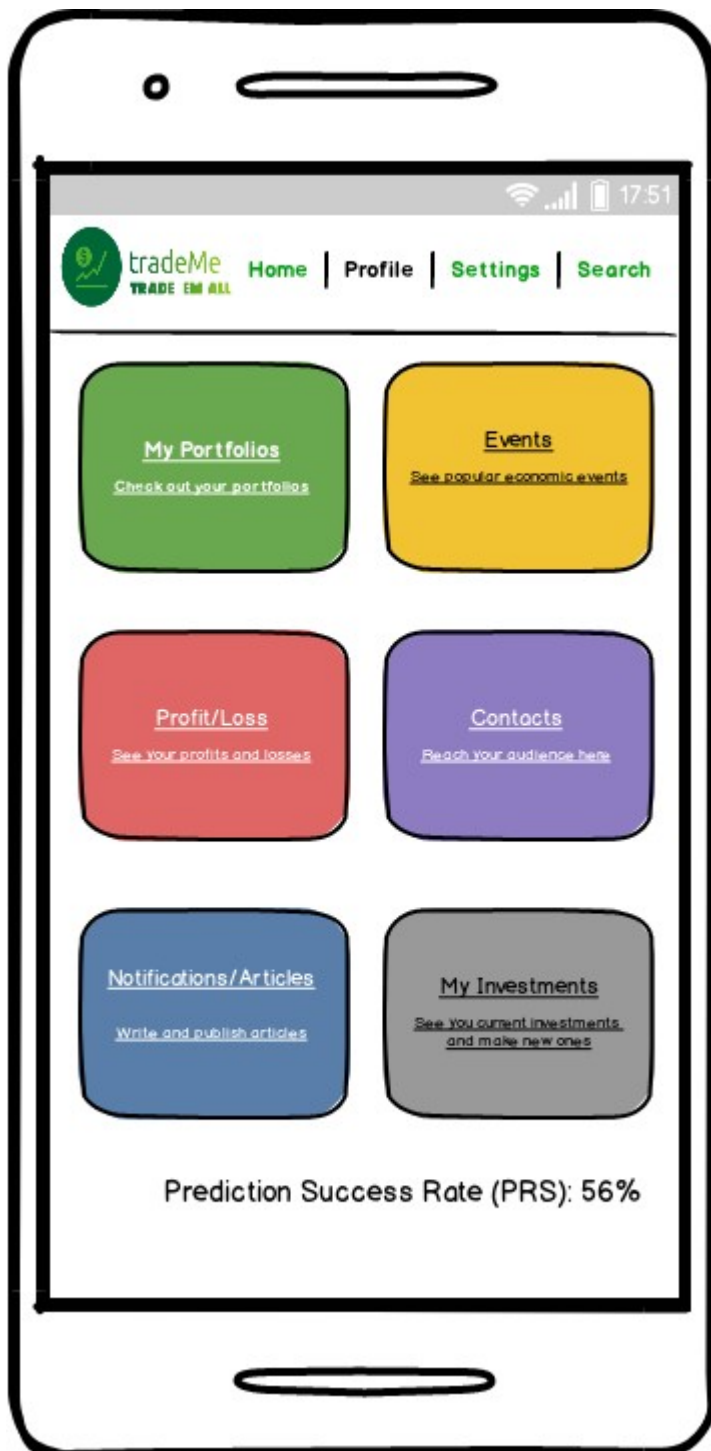 17:51
tradeMe
TRADE EM ALL
Home | Profile | Settings | Search
My Portfolios
Check out your portfolios
Events
See popular economic events
Profit/Loss
See your profits and losses
Contacts
Reach your audience here
Notifications/Articles
Write and publish articles
My Investments
See you current investments
and make new ones
Prediction Success Rate (PRS): 56%